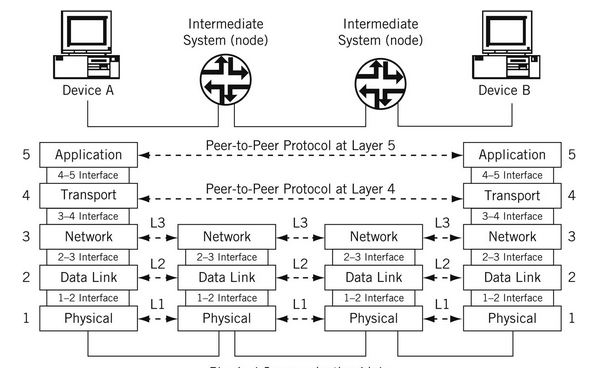 Intermediate
System (node)
Intermediate
System (node)
Device A
Device B
Peer-to-Peer Protocol at Layer 5
5 Application
Application 5
4–5 Interface
4–5 Interface
Peer-to-Peer Protocol at Layer 4
4 Transport
Transport 4
3–4 Interface
3–4 Interface
L3
L3
L3
3 Network
Network
Network
Network 3
2–3 Interface
2–3 Interface
2–3 Interface
2–3 Interface
L2
L2
L2
2 Data Link
Data Link
Data Link
Data Link 2
1–2 Interface
1–2 Interface
1–2 Interface
1–2 Interface
L1
L1
L1
1 Physical
Physical
Physical
Physical 1